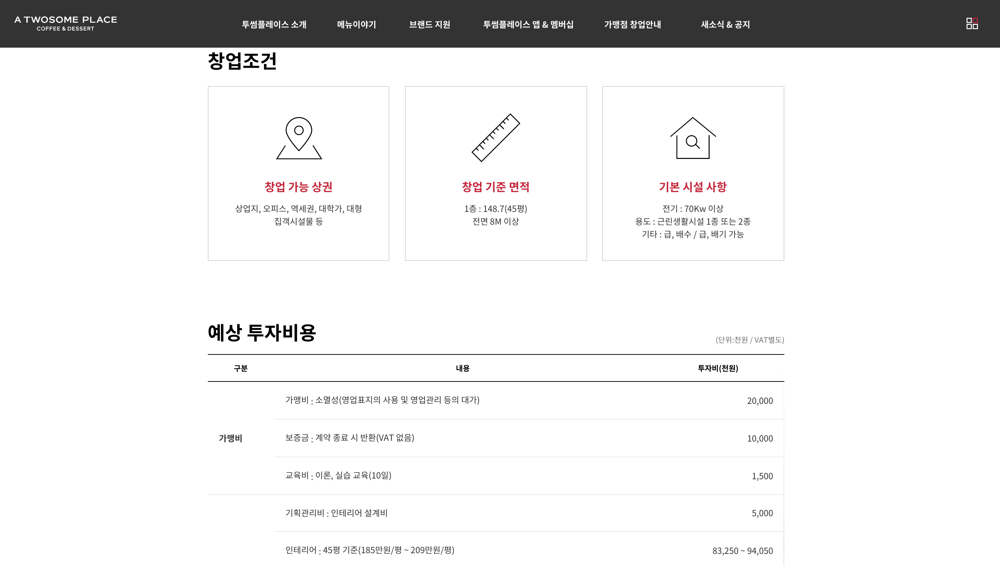 A TWOSOME PLACE
COFFEE & DESSERT
투썸플레이스 소개
메뉴이야기
브랜드 지원
투썸플레이스 앱 & 멤버십
가맹점 창업안내
새소식 & 공지
창업조건
창업 가능 상권
상업지, 오피스, 역세권, 대학가, 대형
집객시설물 등
창업 기준 면적
1층 : 148.7(45평)
전면 8M 이상
기본 시설 사항
전기 : 70Kw 이상
용도 : 근린생활시설 1종 또는 2종
기타 : 급, 배수 / 급, 배기 가능
예상 투자비용
(단위:천원 / VAT별도)
구분 내용 투자비(천원)
가맹비 : 소멸성(영업표지의 사용 및 영업관리 등의 대가) 20,000
가맹비
보증금 : 계약 종료 시 반환(VAT 없음) 10,000
교육비 : 이론, 실습 교육(10일) 1,500
기획관리비 : 인테리어 설계비 5,000
인테리어 : 45평 기준(185만원/평 ~ 209만원/평) 83,250 ~ 94,050